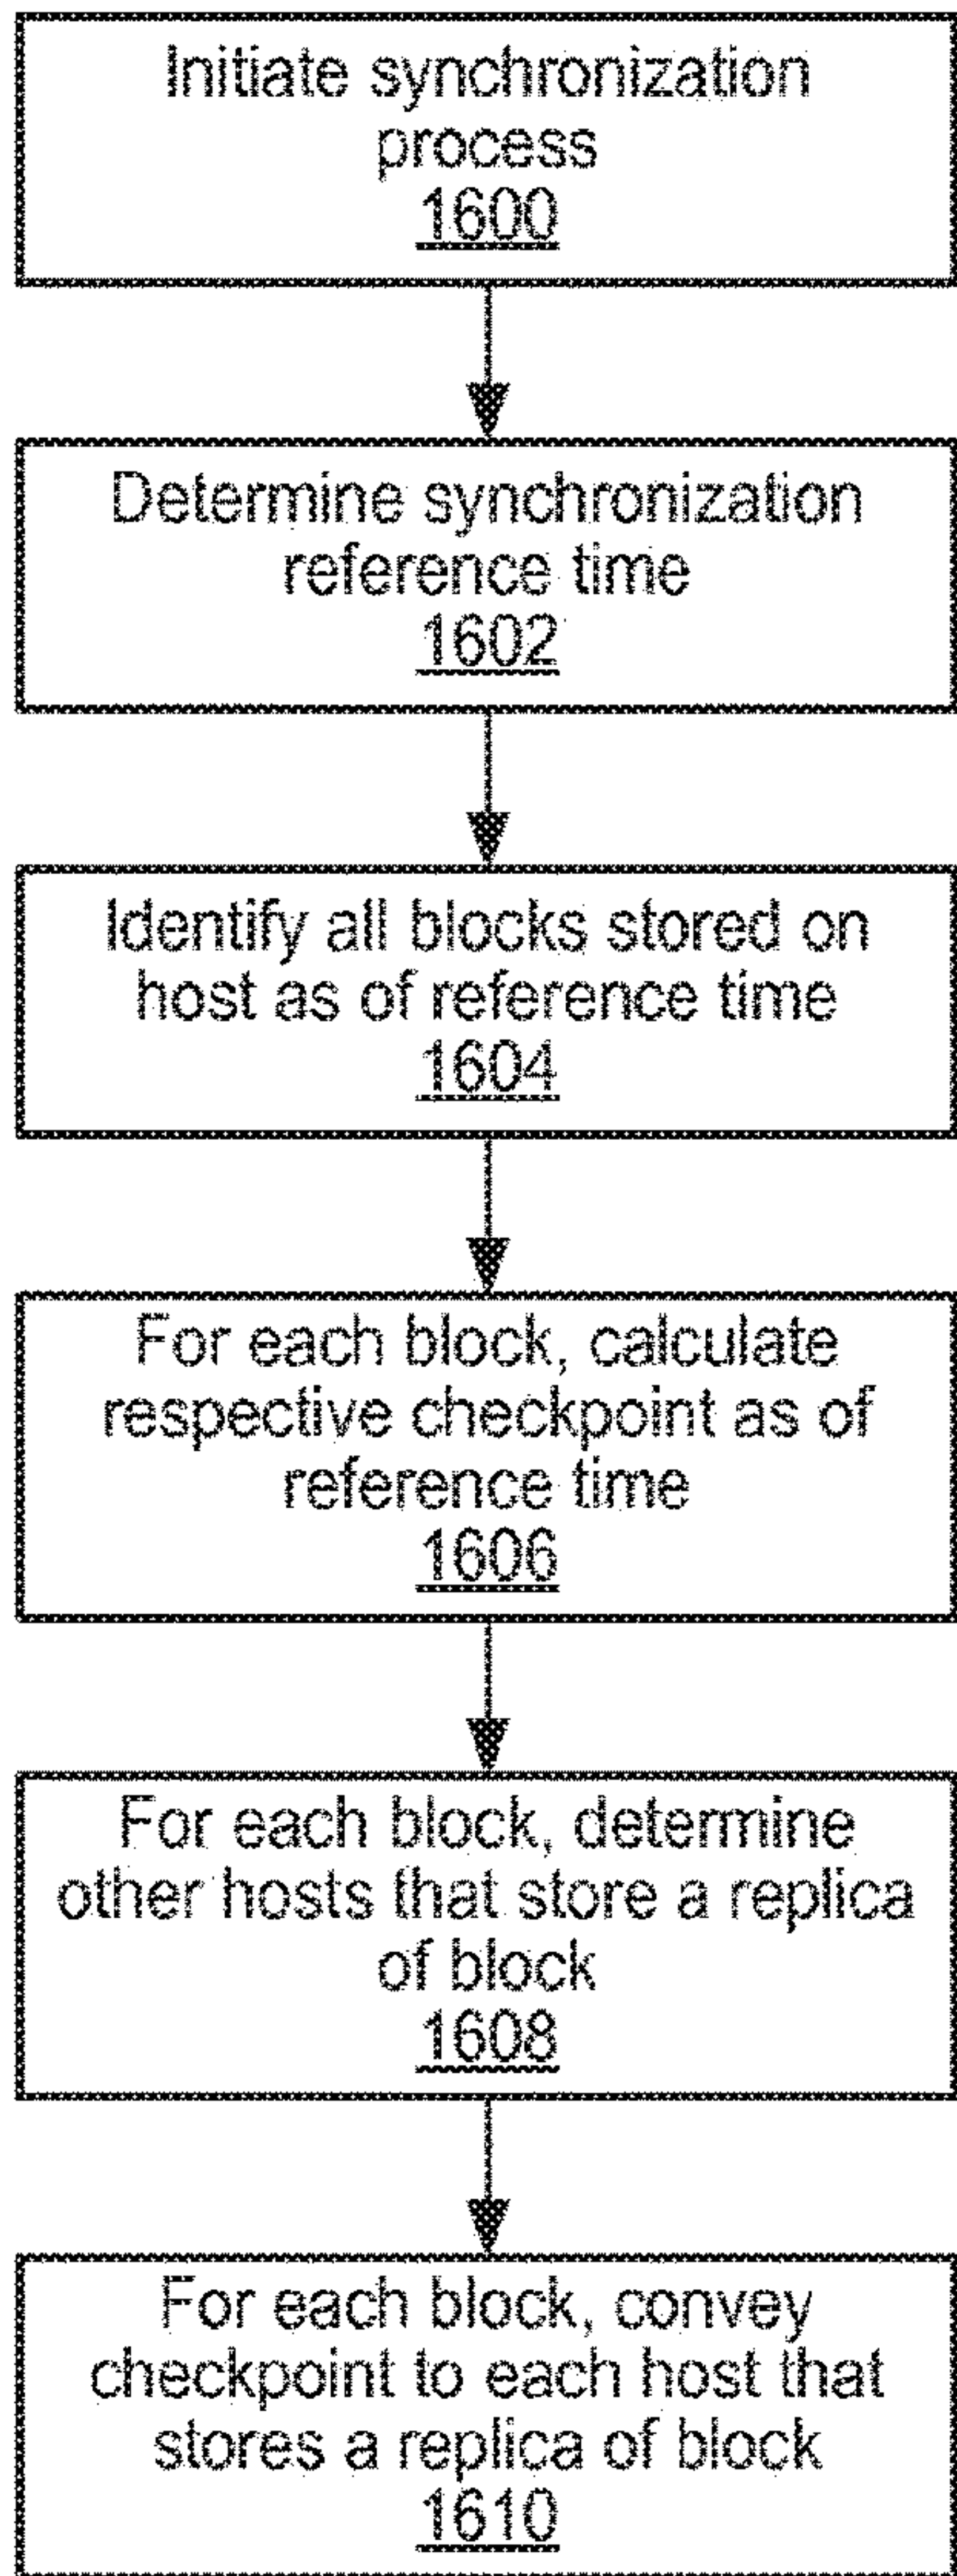 Initiate synchronization
process
1600
Determine synchronization
reference time
1602
Identify all blocks stored on
host as of reference time
1604
For each block, calculate
respective checkpoint as of
reference time
1606
For each block, determine
other hosts that store a replica
of block
1608
For each block, convey
checkpoint to each host that
stores a replica of block
1610